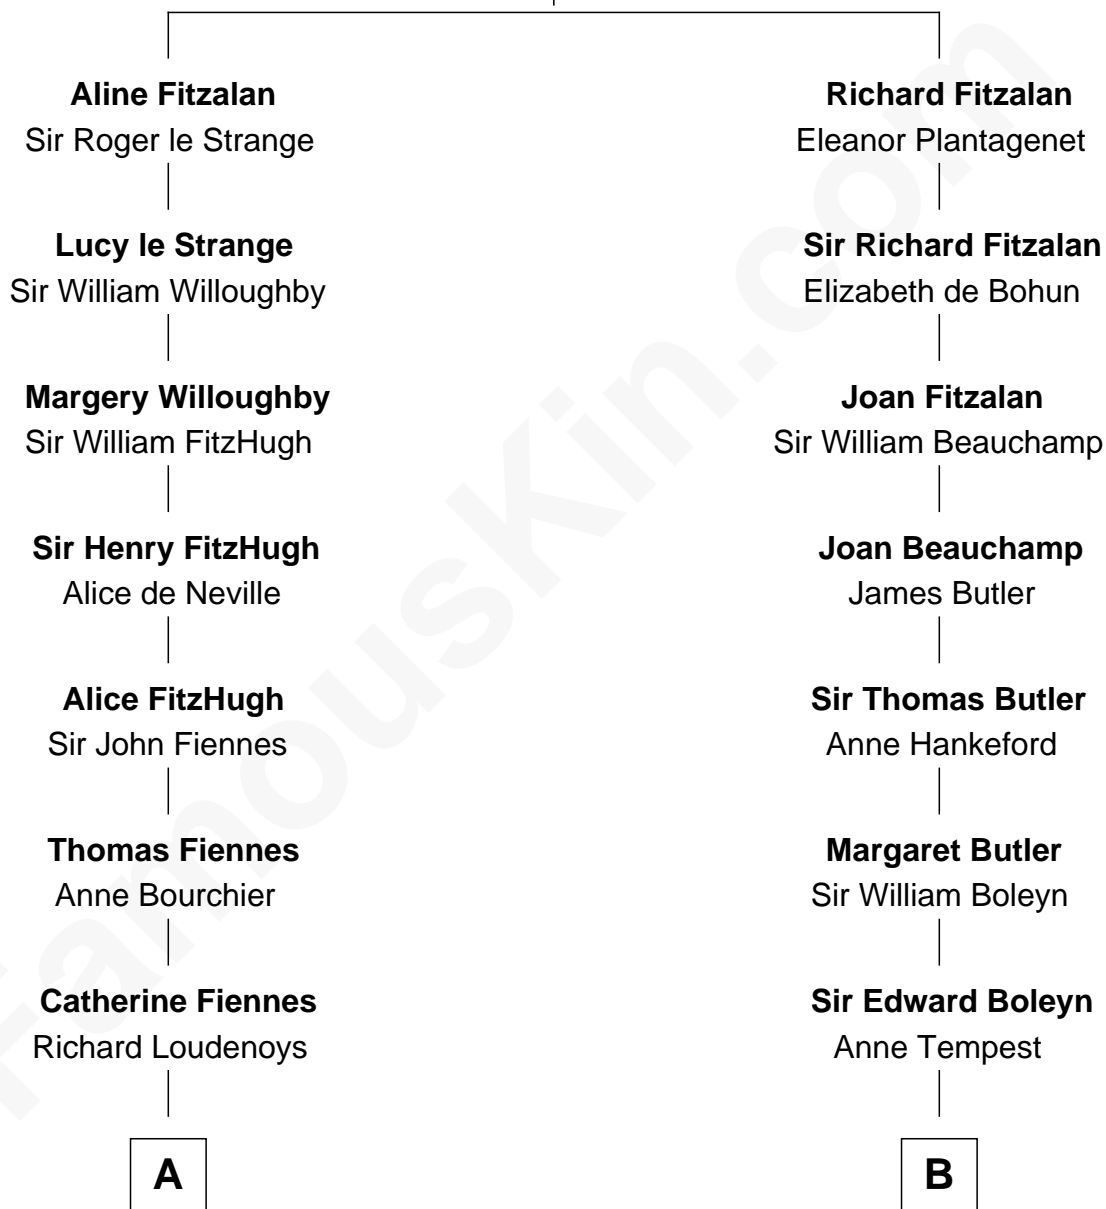 Aline Fitzalan
Sir Roger le Strange
Lucy le Strange
Sir William Willoughby
Margery Willoughby
Sir William FitzHugh
Sir Henry FitzHugh
Alice de Neville
Alice FitzHugh
Sir John Fiennes
Thomas Fiennes
Anne Bourchier
Catherine Fiennes
Richard Loudenoys
A
Richard Fitzalan
Eleanor Plantagenet
Sir Richard Fitzalan
Elizabeth de Bohun
Joan Fitzalan
Sir William Beauchamp
Joan Beauchamp
James Butler
Sir Thomas Butler
Anne Hankeford
Margaret Butler
Sir William Boleyn
Sir Edward Boleyn
Anne Tempest
B
FamousKin.com